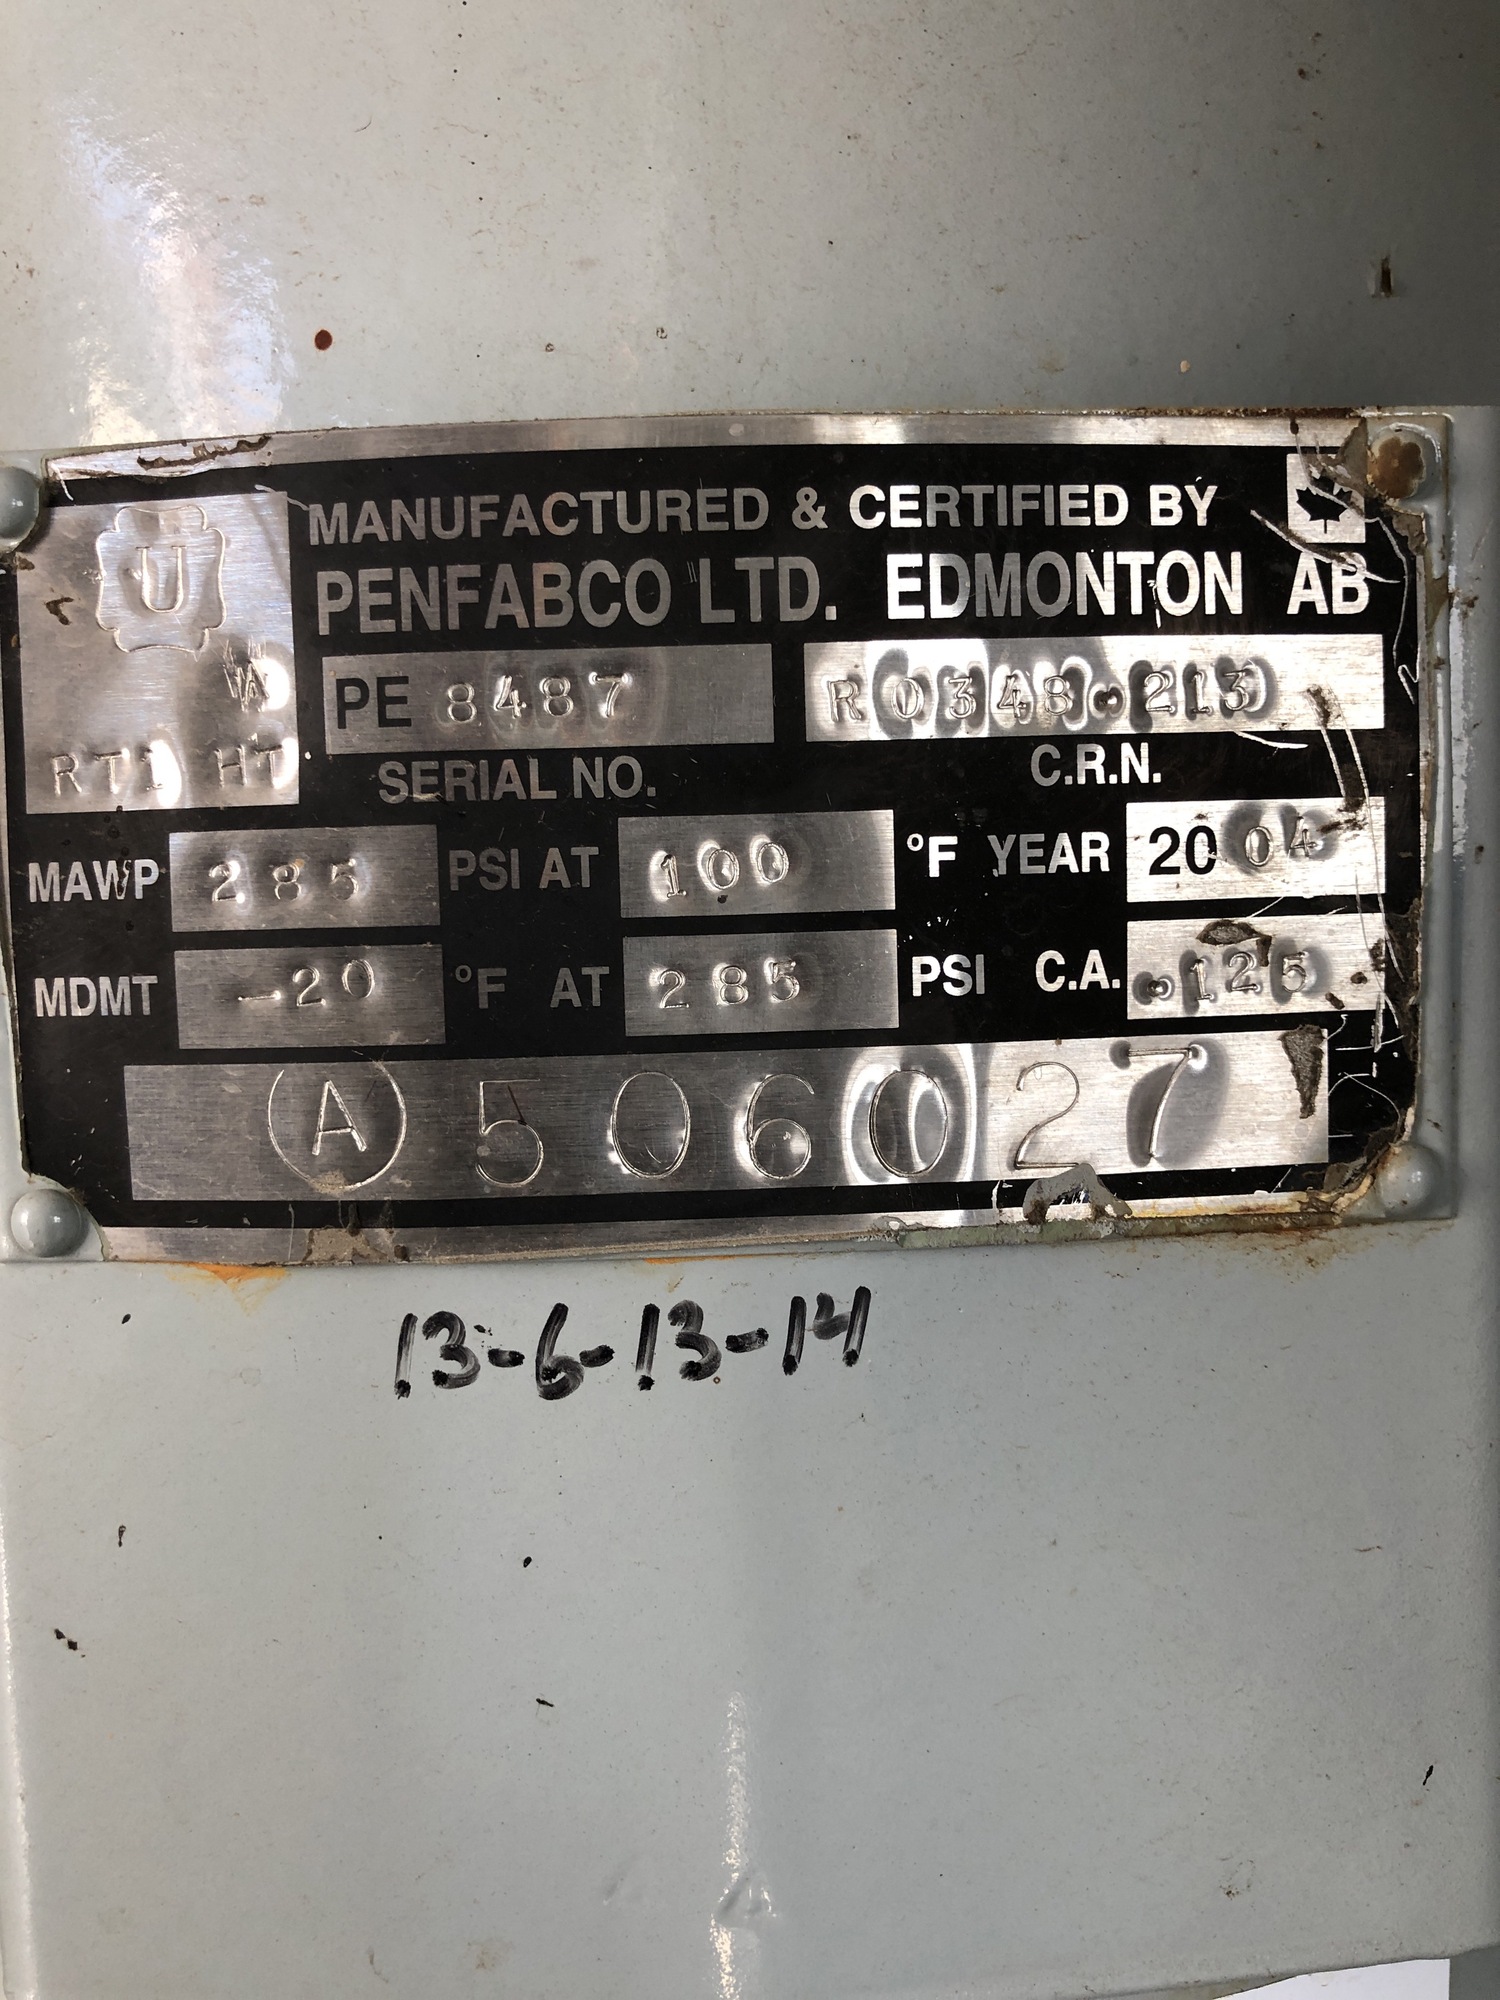 U
W
RT1 HT
MANUFACTURED & CERTIFIED BY
PENFABCO LTD. EDMONTON AB
PE 8487 R0348.213
SERIAL NO. C.R.N.
MAWP 285 PSI AT 100 °F YEAR 2004
MDMT -20 °F AT 285 PSI C.A. .125
A 506027
13-6-13-14